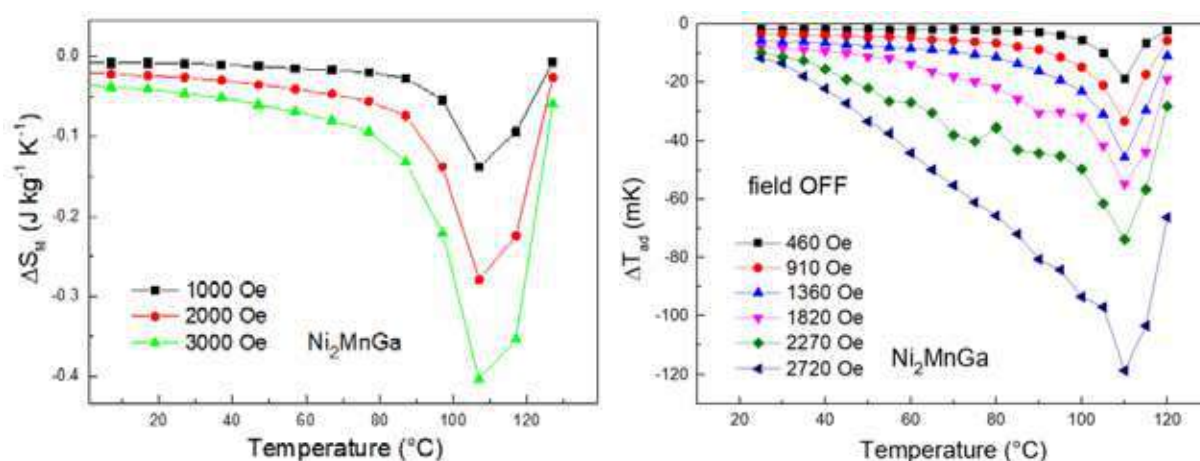 0.0
-0.1
-0.2
-0.3
-0.4
ΔS_M (J kg⁻¹ K⁻¹)
1000 Oe
2000 Oe
3000 Oe
Ni₂MnGa
20 40 60 80 100 120
Temperature (°C)
0
-20
-40
-60
-80
-100
-120
ΔT_ad (mK)
field OFF
460 Oe
910 Oe
1360 Oe
1820 Oe
2270 Oe
2720 Oe
Ni₂MnGa
20 40 60 80 100 120
Temperature (°C)